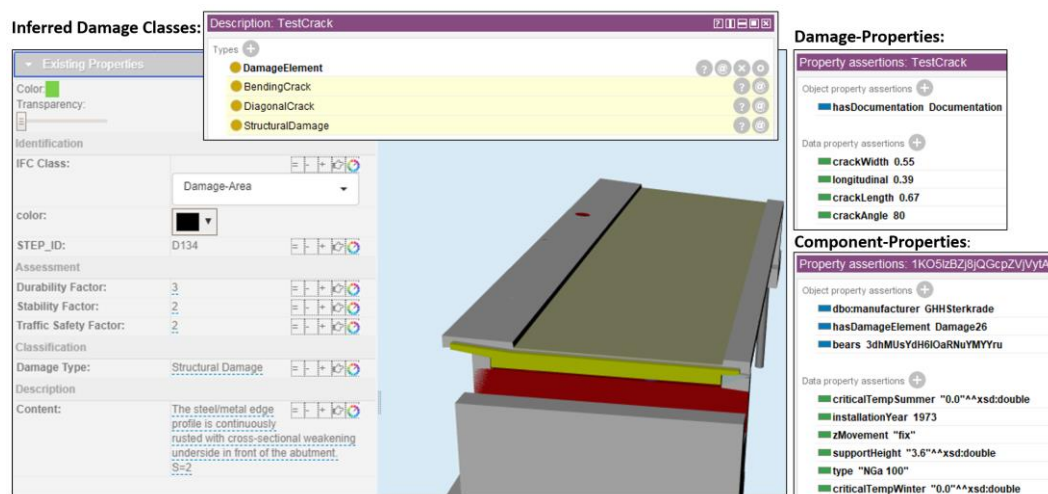 Inferred Damage Classes:
Description: TestCrack
Types
DamageElement
BendingCrack
DiagonalCrack
StructuralDamage
Existing Properties
Color:
Transparency:
Identification
IFC Class:
Damage-Area
color:
STEP_ID: D134
Assessment
Durability Factor: 3
Stability Factor: 2
Traffic Safety Factor: 2
Classification
Damage Type: Structural Damage
Description
Content: The steel/metal edge
profile is continuously
rusted with cross-sectional weakening
underside in front of the abutment.
S=2
Damage-Properties:
Property assertions: TestCrack
Object property assertions
hasDocumentation Documentation
Data property assertions
crackWidth 0.55
longitudinal 0.39
crackLength 0.67
crackAngle 80
Component-Properties:
Property assertions: 1KO5lzBZj8jQGcpZVjVytA
Object property assertions
dbo:manufacturer GHHSterkrade
hasDamageElement Damage26
bears 3dhMUsYdH6IOaRNuYMYYru
Data property assertions
criticalTempSummer "0.0"^^xsd:double
installationYear 1973
zMovement "fix"
supportHeight "3.6"^^xsd:double
type "NGa 100"
criticalTempWinter "0.0"^^xsd:double